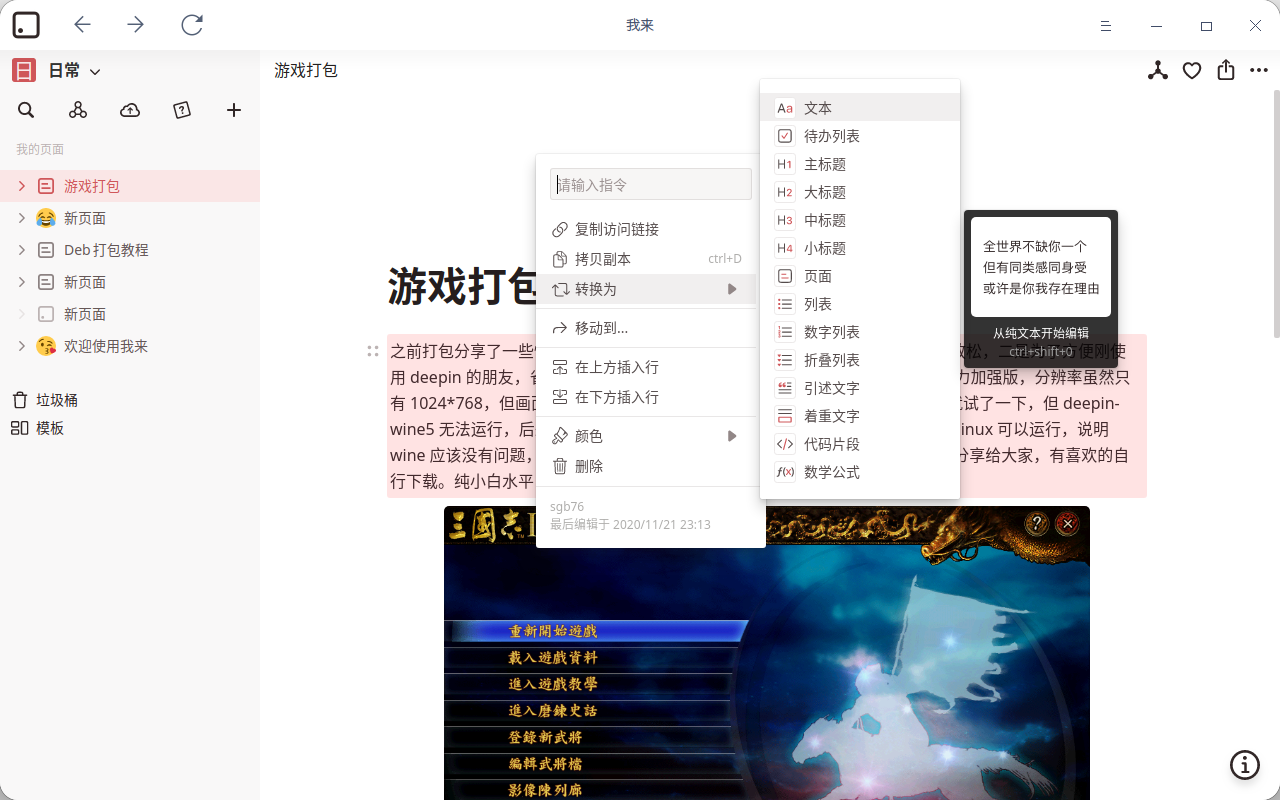 我来
日常
游戏打包
我的页面
游戏打包
新页面
Deb 打包教程
新页面
新页面
欢迎使用我来
垃圾桶
模板
游戏打包
之前打包分享了一些
用 deepin 的朋友，
力加强版，分辨率虽然只
有 1024*768，但画
试了一下，但 deepin-
wine5 无法运行，后
inux 可以运行，说明
wine 应该没有问题，
分享给大家，有喜欢的自
行下载。纯小白水平
请输入指令
复制访问链接
拷贝副本 ctrl+D
转换为
移动到...
在上方插入行
在下方插入行
颜色
删除
sgb76
最后编辑于 2020/11/21 23:13
Aa 文本
待办列表
H1 主标题
H2 大标题
H3 中标题
H4 小标题
页面
列表
数字列表
折叠列表
引述文字
着重文字
</> 代码片段
f(x) 数学公式
全世界不缺你一个
但有同类感同身受
或许是你我存在理由
从纯文本开始编辑
ctrl+shift+0
三國志
重新開始遊戲
載入遊戲資料
進入遊戲教學
進入磨鍊史話
登錄新武將
編輯武將檔
影像陳列廊